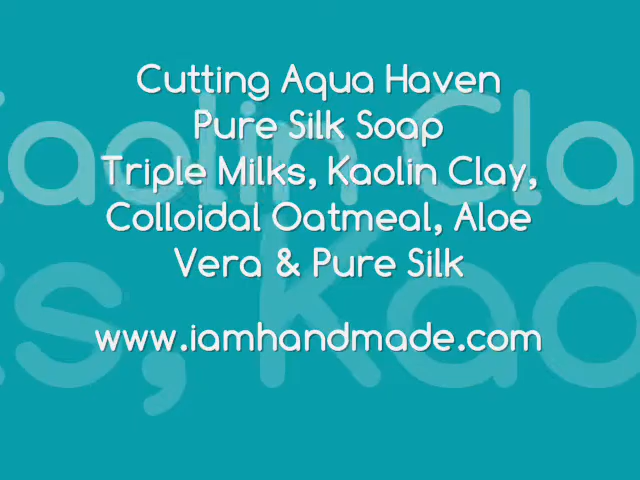 Cutting Aqua Haven
Pure Silk Soap
Triple Milks, Kaolin Clay,
Colloidal Oatmeal, Aloe
Vera & Pure Silk
www.iamhandmade.com